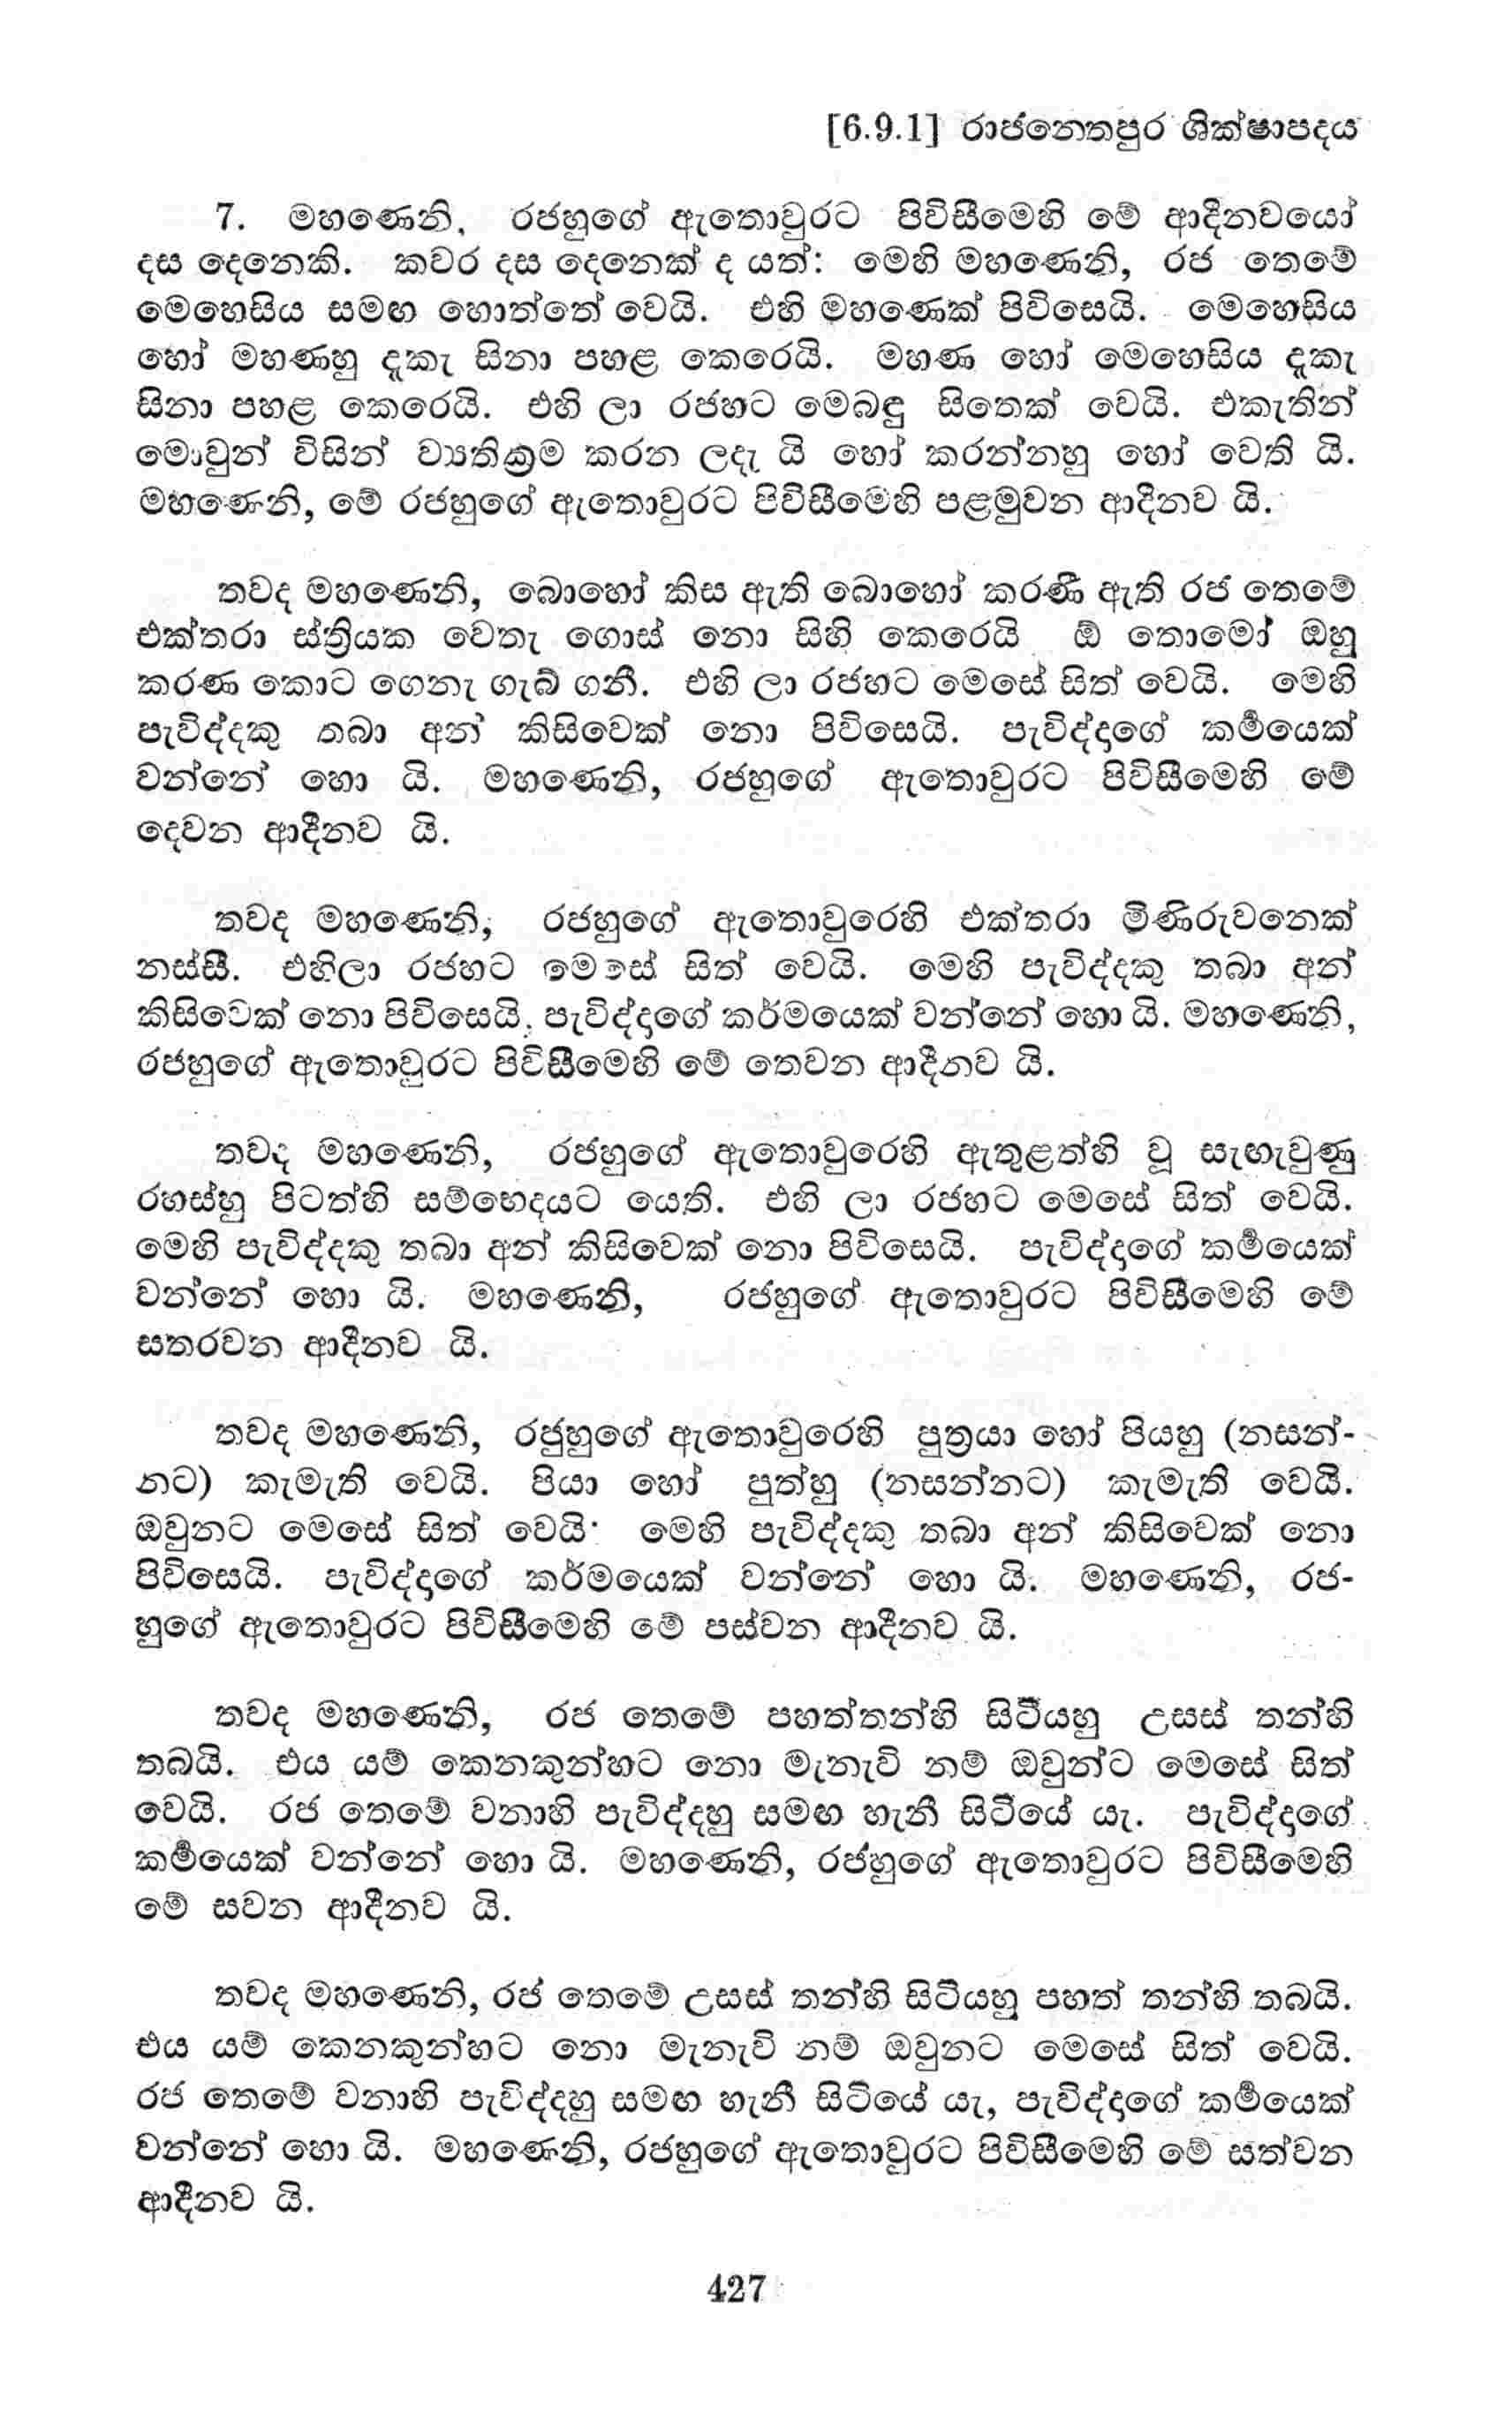 [6.9.1] රාජනෙතපුර ශික්ෂාපදය
7. මහණෙනි, රජහුගේ ඇතොවුරට පිවිසීමෙහි මේ ආදීනවයෝ
දස දෙනෙකි. කවර දස දෙනෙක් ද යත්: මෙහි මහණෙනි, රජ තෙමේ
මෙහෙසිය සමඟ හොත්තේ වෙයි. එහි මහණෙක් පිවිසෙයි. මෙහෙසිය
හෝ මහණහු දැකැ සිනා පහළ කෙරෙයි. මහණ හෝ මෙහෙසිය දැකැ
සිනා පහළ කෙරෙයි. එහි ලා රජහට මෙබඳු සිතෙක් වෙයි. එකැතින්
මොවුන් විසින් ව්‍යතික්‍රම කරන ලදැ යි හෝ කරන්නහු හෝ වෙති යි.
මහණෙනි, මේ රජහුගේ ඇතොවුරට පිවිසීමෙහි පළමුවන ආදීනව යි.
තවද මහණෙනි, බොහෝ කිස ඇති බොහෝ කරණී ඇති රජ තෙමේ
එක්තරා ස්ත්‍රියක වෙතැ ගොස් නො සිහි කෙරෙයි ඕ තොමෝ ඔහු
කරණ කොට ගෙනැ ගැබ් ගනී. එහි ලා රජහට මෙසේ සිත් වෙයි. මෙහි
පැවිද්දකු තබා අන් කිසිවෙක් නො පිවිසෙයි. පැවිද්දාගේ කර්‍මයෙක්
වන්නේ හො යි. මහණෙනි, රජහුගේ ඇතොවුරට පිවිසීමෙහි මේ
දෙවන ආදීනව යි.
තවද මහණෙනි, රජහුගේ ඇතොවුරෙහි එක්තරා මිණිරුවනෙක්
නස්සී. එහිලා රජහට මෙසේ සිත් වෙයි. මෙහි පැවිද්දකු තබා අන්
කිසිවෙක් නො පිවිසෙයි. පැවිද්දාගේ කර්මයෙක් වන්නේ හො යි. මහණෙනි,
රජහුගේ ඇතොවුරට පිවිසීමෙහි මේ තෙවන ආදීනව යි.
තවද මහණෙනි, රජහුගේ ඇතොවුරෙහි ඇතුළත්හි වූ සැඟැවුණු
රහස්හු පිටත්හි සම්භෙදයට යෙති. එහි ලා රජහට මෙසේ සිත් වෙයි.
මෙහි පැවිද්දකු තබා අන් කිසිවෙක් නො පිවිසෙයි. පැවිද්දාගේ කර්‍මයෙක්
වන්නේ හො යි. මහණෙනි, රජහුගේ ඇතොවුරට පිවිසීමෙහි මේ
සතරවන ආදීනව යි.
තවද මහණෙනි, රජුහුගේ ඇතොවුරෙහි පුත්‍රයා හෝ පියහු (නසන්-
නට) කැමැති වෙයි. පියා හෝ පුත්හු (නසන්නට) කැමැති වෙයි.
ඔවුනට මෙසේ සිත් වෙයි· මෙහි පැවිද්දකු තබා අන් කිසිවෙක් නො
පිවිසෙයි. පැවිද්දාගේ කර්මයෙක් වන්නේ හො යි. මහණෙනි, රජ-
හුගේ ඇතොවුරට පිවිසීමෙහි මේ පස්වන ආදීනව යි.
තවද මහණෙනි, රජ තෙමේ පහත්තන්හි සිටියහු උසස් තන්හි
තබයි. එය යම් කෙනකුන්හට නො මැනැවි නම් ඔවුන්ට මෙසේ සිත්
වෙයි. රජ තෙමේ වනාහි පැවිද්දහු සමඟ හැනී සිටියේ යැ. පැවිද්දාගේ
කර්‍මයෙක් වන්නේ හො යි. මහණෙනි, රජහුගේ ඇතොවුරට පිවිසීමෙහි
මේ සවන ආදීනව යි.
තවද මහණෙනි, රජ තෙමේ උසස් තන්හි සිටියහු පහත් තන්හි තබයි.
එය යම් කෙනකුන්හට නො මැනැවි නම් ඔවුනට මෙසේ සිත් වෙයි.
රජ තෙමේ වනාහි පැවිද්දහු සමඟ හැනී සිටියේ යැ, පැවිද්දාගේ කර්‍මයෙක්
වන්නේ හො යි. මහණෙනි, රජහුගේ ඇතොවුරට පිවිසීමෙහි මේ සත්වන
ආදීනව යි.
427